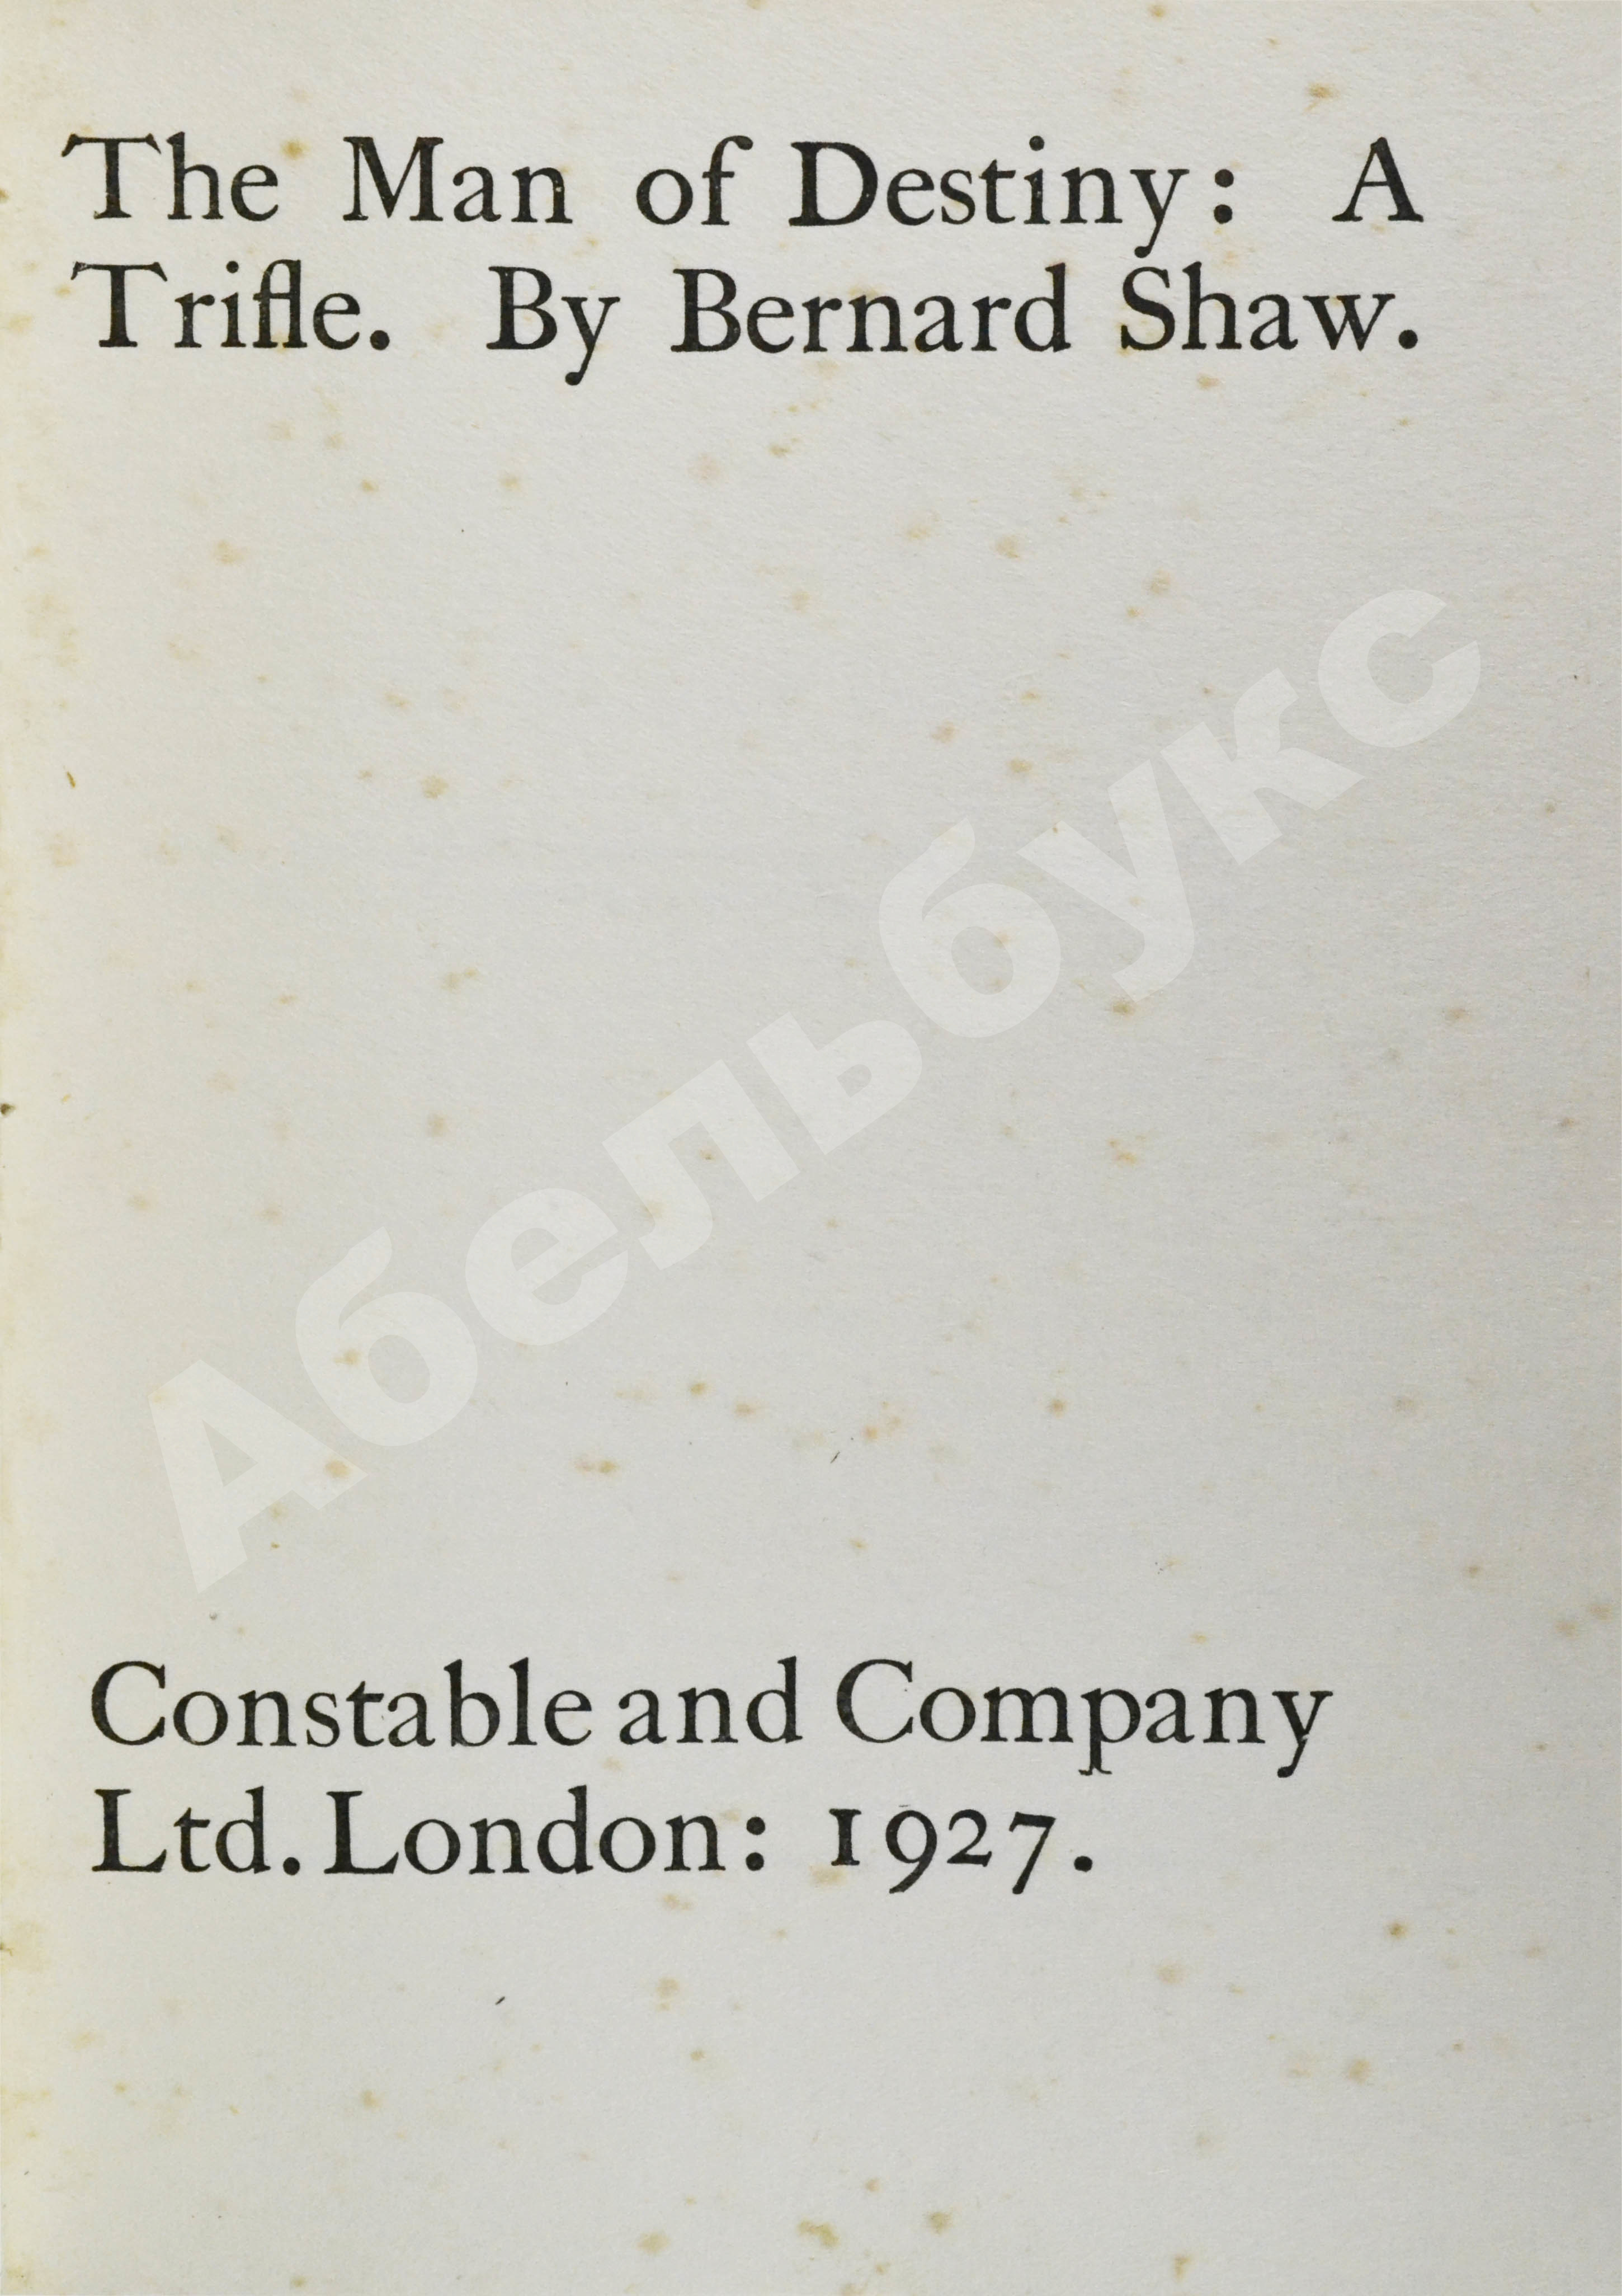 The Man of Destiny: A
Trifle. By Bernard Shaw.
Абельбукс
Constable and Company
Ltd. London: 1927.